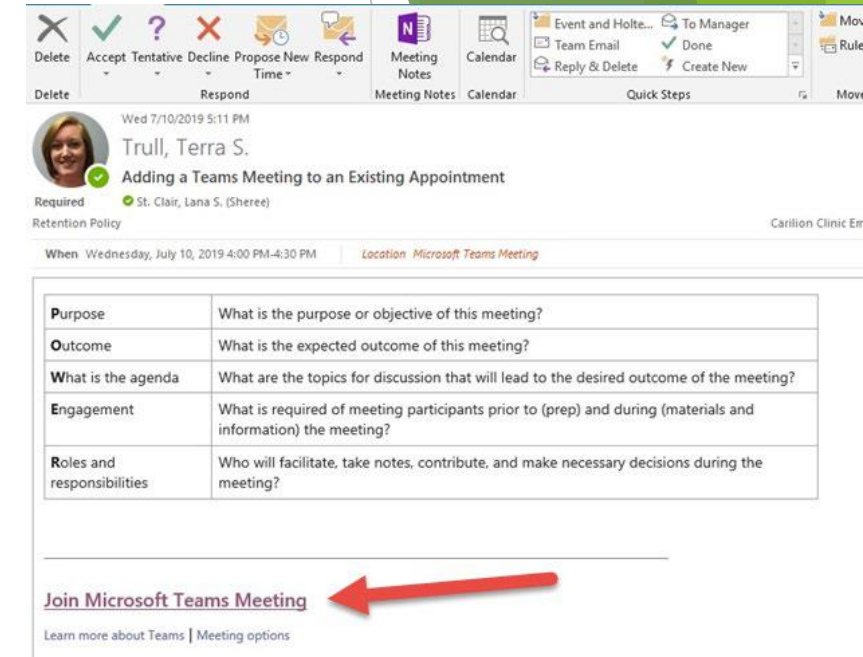 Delete Accept Tentative Decline Propose New Time Respond Meeting Notes Calendar
Event and Holte... To Manager
Team Email Done
Reply & Delete Create New
Delete Respond Meeting Notes Calendar Quick Steps
Wed 7/10/2019 5:11 PM
Trull, Terra S.
Adding a Teams Meeting to an Existing Appointment
Required St. Clair, Lana S. (Sheree)
Retention Policy Carilion Clinic
When Wednesday, July 10, 2019 4:00 PM-4:30 PM Location Microsoft Teams Meeting
Purpose What is the purpose or objective of this meeting?
Outcome What is the expected outcome of this meeting?
What is the agenda What are the topics for discussion that will lead to the desired outcome of the meeting?
Engagement What is required of meeting participants prior to (prep) and during (materials and
information) the meeting?
Roles and Who will facilitate, take notes, contribute, and make necessary decisions during the
responsibilities meeting?
Join Microsoft Teams Meeting
Learn more about Teams | Meeting options